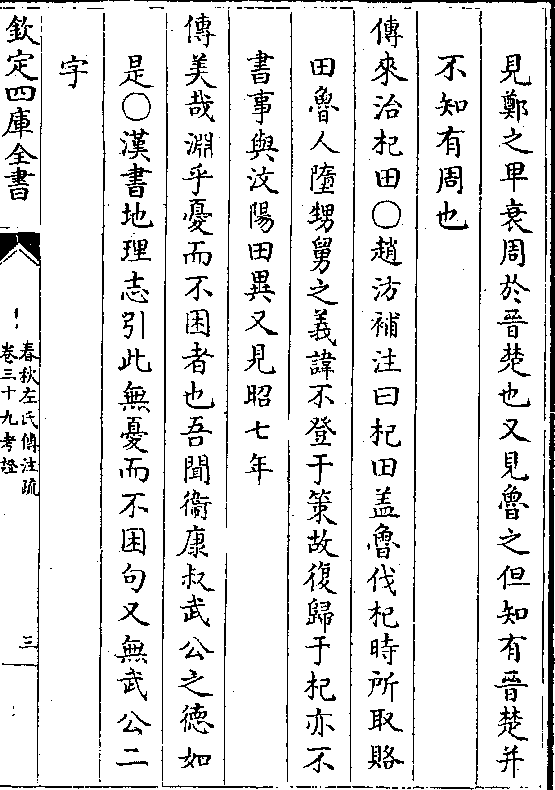 見鄭之甲衰周於晉楚也又見魯之但知有晉楚并
不知有周也
傳來治杞田○趙汸補注曰杞田盖魯伐杞時所取賂
田魯人墮甥舅之義諱不登于策故復歸于杞亦不
書事與汶陽田異又見昭七年
傳美哉淵乎憂而不困者也吾聞衞康叔武公之德如
是○漢書地理志引此無憂而不困句又無武公二
字
欽定四庫全書
春秋左氏傳注疏
卷三十九考證
三